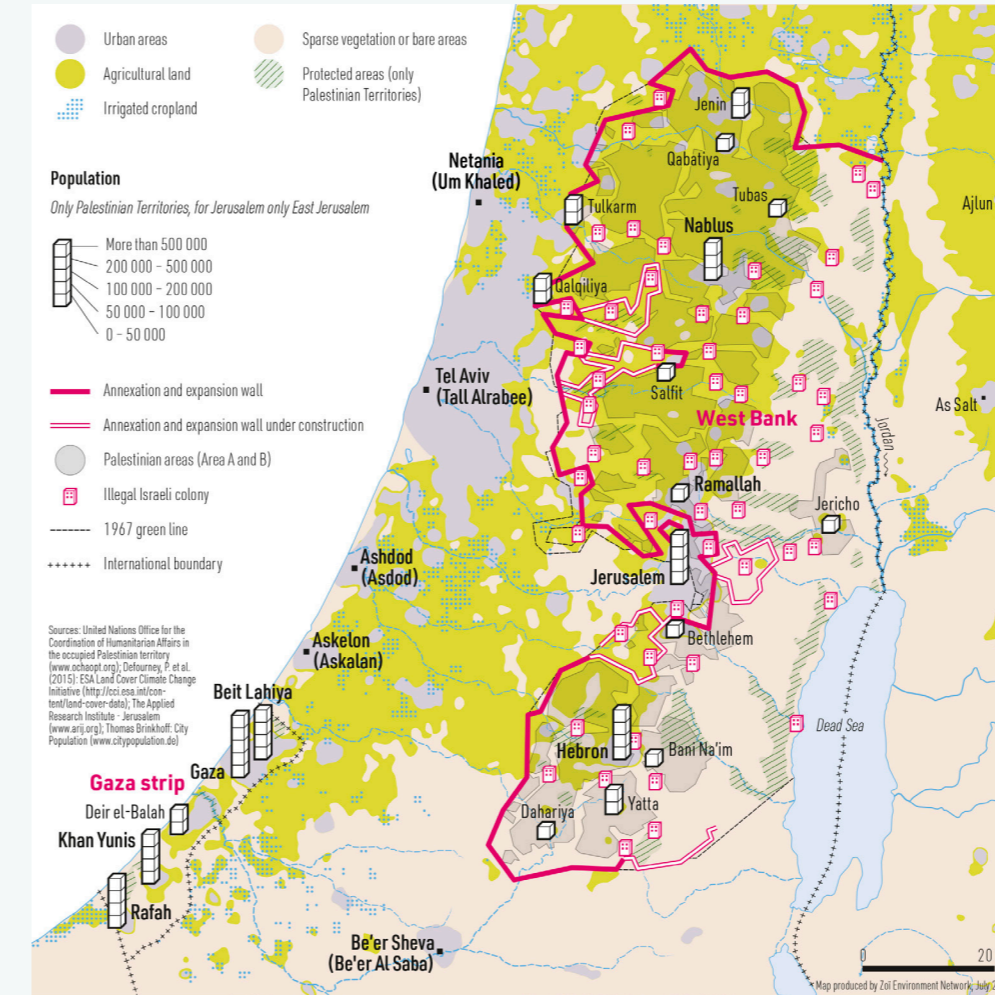 Urban areas
Agricultural land
Irrigated cropland
Sparse vegetation or bare areas
Protected areas (only
Palestinian Territories)
Population
Only Palestinian Territories, for Jerusalem only East Jerusalem
More than 500 000
200 000 – 500 000
100 000 – 200 000
50 000 – 100 000
0 – 50 000
Annexation and expansion wall
Annexation and expansion wall under construction
Palestinian areas (Area A and B)
Illegal Israeli colony
1967 green line
International boundary
Sources: United Nations Office for the
Coordination of Humanitarian Affairs in
the occupied Palestinian territory
(www.ochaopt.org); Defourney, P. et al.
(2015): ESA Land Cover Climate Change
Initiative (http://cci.esa.int/con-
tent/land-cover-data); The Applied
Research Institute - Jerusalem
(www.arij.org); Thomas Brinkhoff: City
Population (www.citypopulation.de)
Jenin
Qabatiya
Netania
(Um Khaled)
Tulkarm
Tubas
Nablus
Ajlun
Qalqiliya
Tel Aviv
(Tall Alrabee)
Salfit
West Bank
As Salt
Jordan
Ramallah
Jericho
Ashdod
(Asdod)
Jerusalem
Bethlehem
Askelon
(Askalan)
Beit Lahiya
Dead Sea
Hebron
Bani Na'im
Gaza
Gaza strip
Deir el-Balah
Yatta
Dahariya
Khan Yunis
Rafah
Be'er Sheva
(Be'er Al Saba)
0 20
Map produced by Zoï Environment Network, July